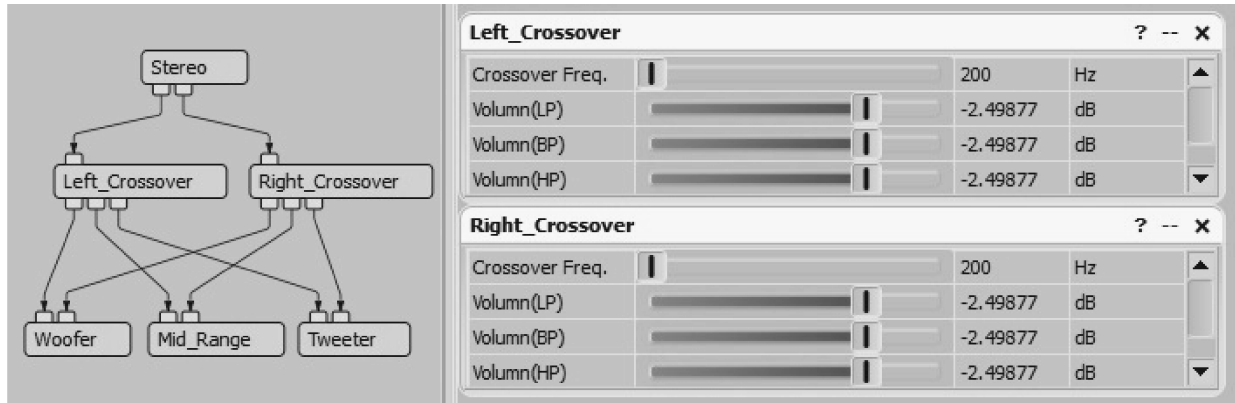 Stereo
Left_Crossover
Right_Crossover
Woofer
Mid_Range
Tweeter
Left_Crossover ? -- ×
Crossover Freq. 200 Hz
Volumn(LP) -2.49877 dB
Volumn(BP) -2.49877 dB
Volumn(HP) -2.49877 dB
Right_Crossover ? -- ×
Crossover Freq. 200 Hz
Volumn(LP) -2.49877 dB
Volumn(BP) -2.49877 dB
Volumn(HP) -2.49877 dB